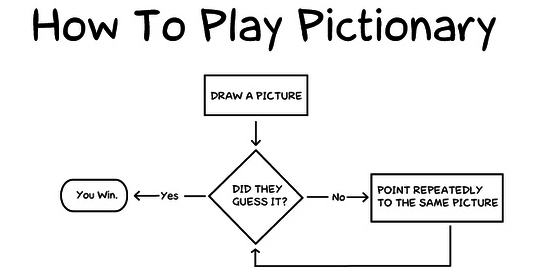 How To Play Pictionary
DRAW A PICTURE
DID THEY
GUESS IT?
Yes
You Win.
No
POINT REPEATEDLY
TO THE SAME PICTURE